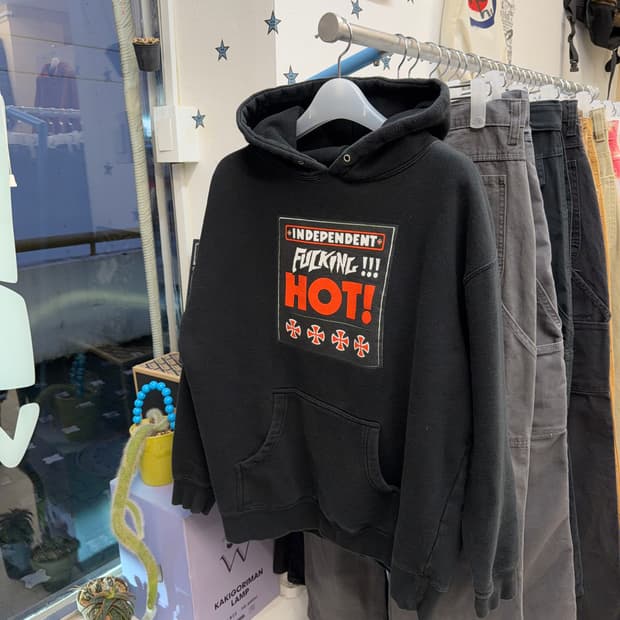 INDEPENDENT
FUCKING!!!
HOT!
KAKIGORIMAN
LAMP